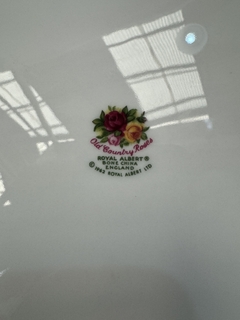 Old Country Roses
ROYAL ALBERT ®
BONE CHINA
ENGLAND
© 1962 ROYAL ALBERT LTD